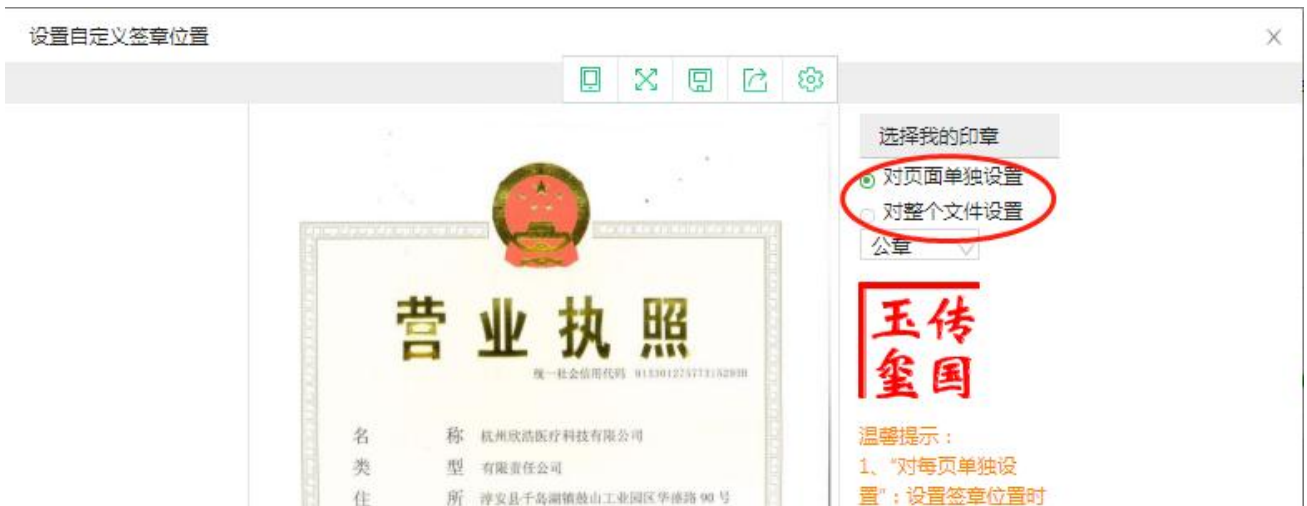 设置自定义签章位置
选择我的印章
对页面单独设置
对整个文件设置
公章
玉传
玺国
营业执照
统一社会信用代码
名 称 杭州欣浩医疗科技有限公司
类 型 有限责任公司
住 所 淳安县千岛湖镇鼓山工业园区华
温馨提示：
1、“对每页单独设
置”：设置签章位置时